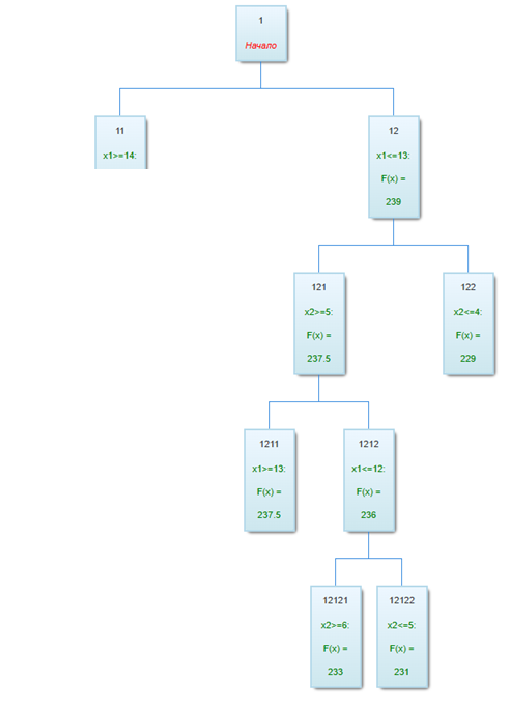 1
Начало
11
x1>=14:
12
x1<=13:
F(x) =
239
121
x2>=5:
F(x) =
237.5
122
x2<=4:
F(x) =
229
1211
x1>=13:
F(x) =
237.5
1212
x1<=12:
F(x) =
236
12121
x2>=6:
F(x) =
233
12122
x2<=5:
F(x) =
231